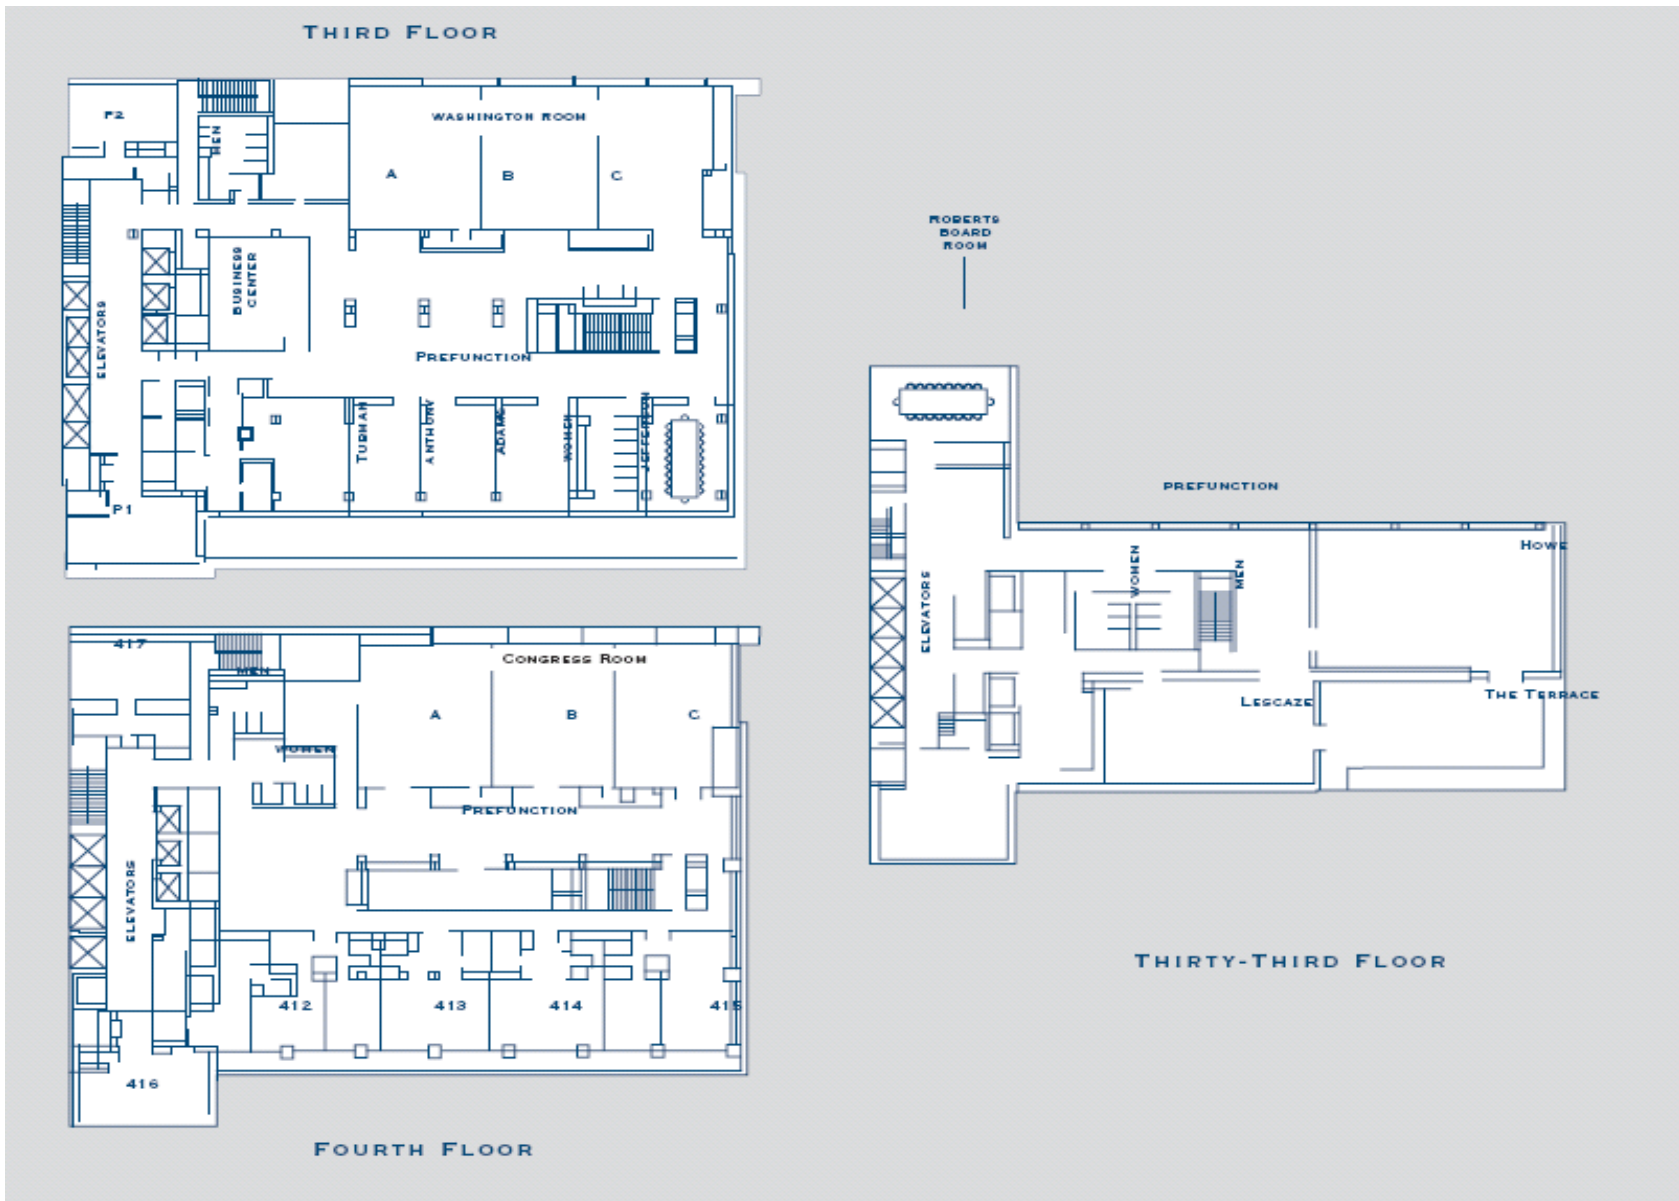 THIRD FLOOR
P2
MEN
WASHINGTON ROOM
A
B
C
BUSINESS
CENTER
ELEVATORS
PREFUNCTION
TUBMAN
ANTHONY
ADAMS
WOMEN
JEFFERSON
P1
417
MEN
CONGRESS ROOM
A
B
C
WOMEN
PREFUNCTION
ELEVATORS
412
413
414
415
416
FOURTH FLOOR
ROBERTS
BOARD
ROOM
PREFUNCTION
HOWE
WOMEN
MEN
ELEVATORS
LESCAZE
THE TERRACE
THIRTY-THIRD FLOOR